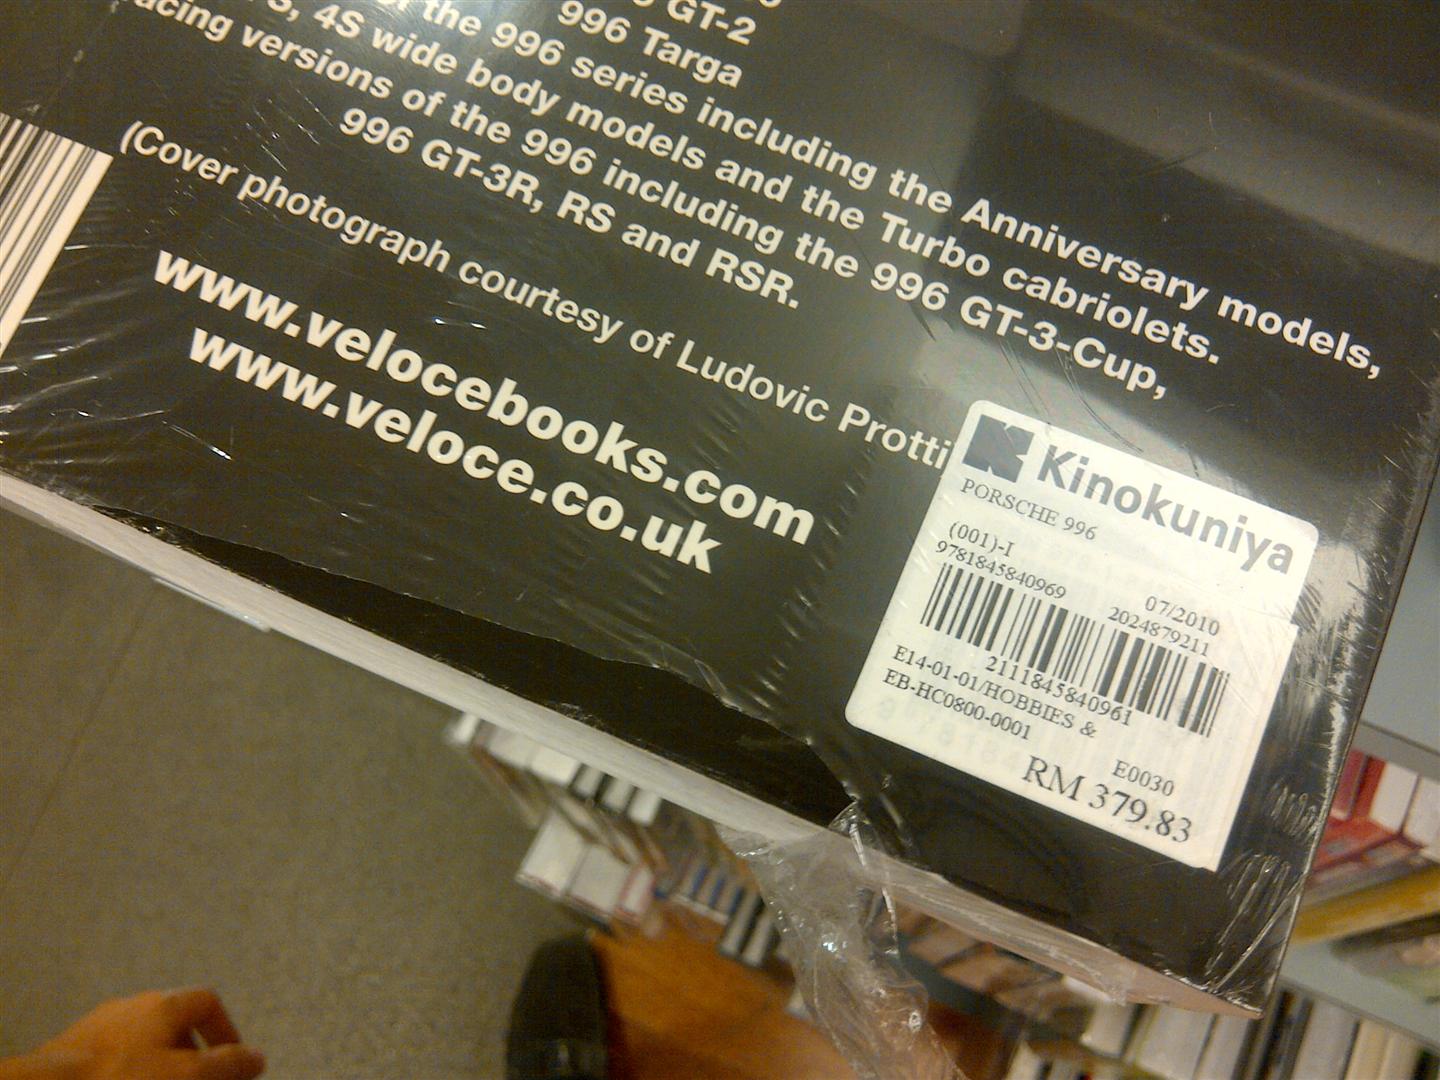 GT-2
996 Targa
the 996 series including the Anniversary models,
4S wide body models and the Turbo cabriolets.
versions of the 996 including the 996 GT-3-Cup,
996 GT-3R, RS and RSR.
(Cover photograph courtesy of Ludovic Protti
www.velocebooks.com
www.veloce.co.uk
Kinokuniya
PORSCHE 996
(001)-I 07/2010
9781845840969 2024879211
2111845840961
E14-01-01/HOBBIES &
EB-HC0800-0001 E0030
RM 379.83